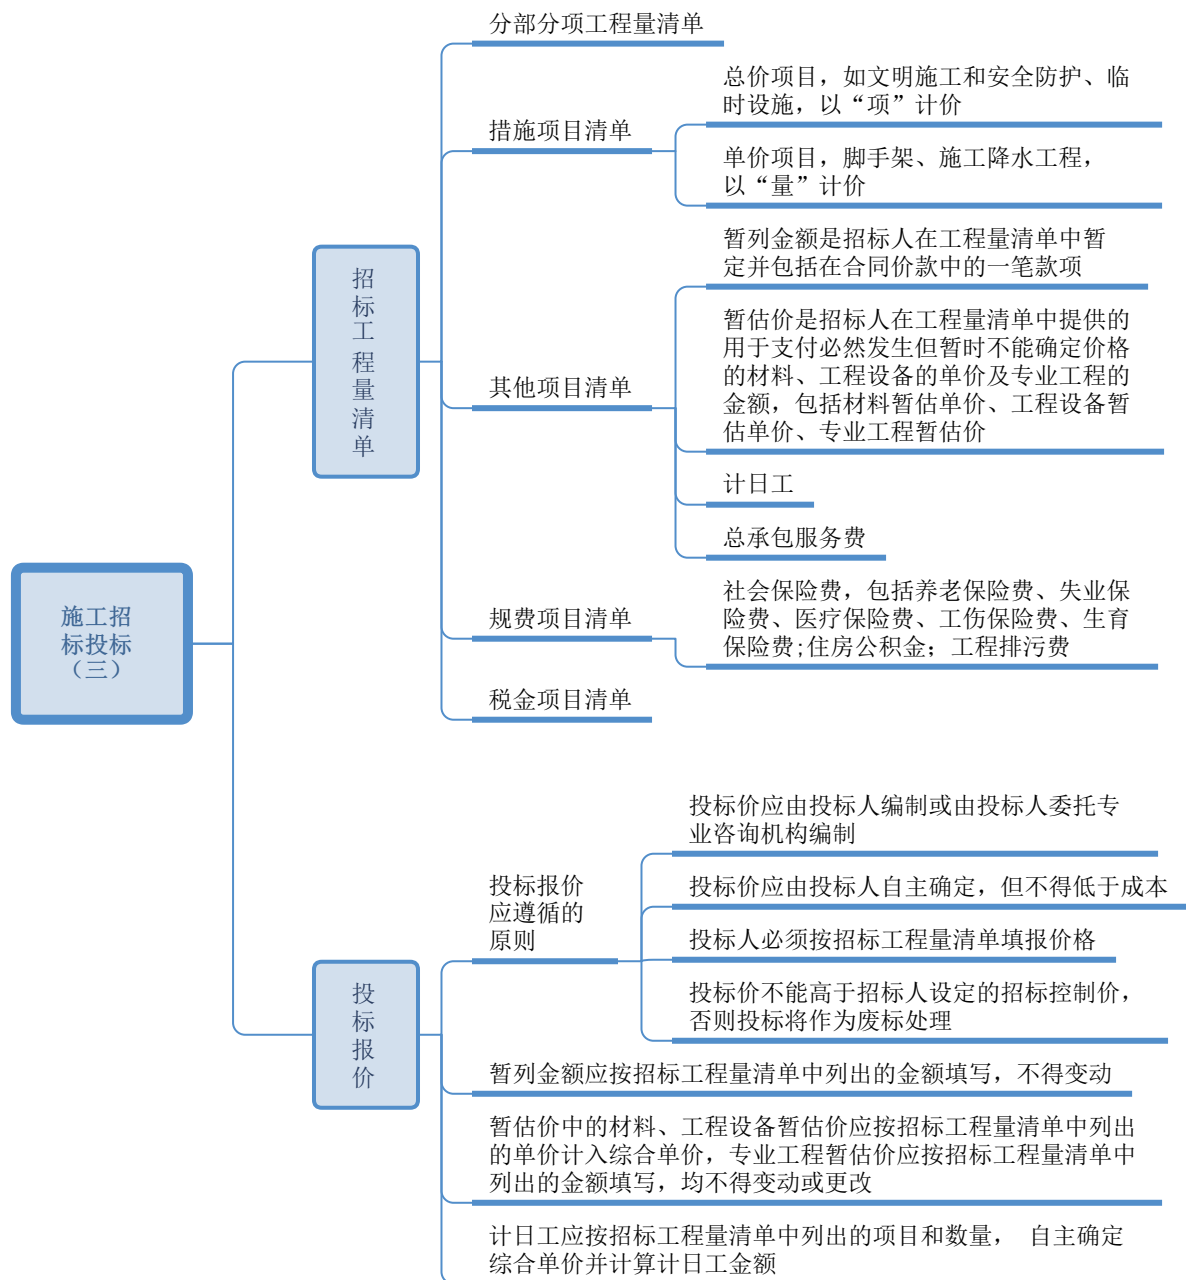 施工招
标投标
（三）
招标工程量清单
分部分项工程量清单
措施项目清单
总价项目，如文明施工和安全防护、临
时设施，以“项”计价
单价项目，脚手架、施工降水工程，
以“量”计价
其他项目清单
暂列金额是招标人在工程量清单中暂
定并包括在合同价款中的一笔款项
暂估价是招标人在工程量清单中提供的
用于支付必然发生但暂时不能确定价格
的材料、工程设备的单价及专业工程的
金额，包括材料暂估单价、工程设备暂
估单价、专业工程暂估价
计日工
总承包服务费
规费项目清单
社会保险费，包括养老保险费、失业保
险费、医疗保险费、工伤保险费、生育
保险费;住房公积金；工程排污费
税金项目清单
投标报价
投标报价
应遵循的
原则
投标价应由投标人编制或由投标人委托专
业咨询机构编制
投标价应由投标人自主确定，但不得低于成本
投标人必须按招标工程量清单填报价格
投标价不能高于招标人设定的招标控制价，
否则投标将作为废标处理
暂列金额应按招标工程量清单中列出的金额填写，不得变动
暂估价中的材料、工程设备暂估价应按招标工程量清单中列出
的单价计入综合单价，专业工程暂估价应按招标工程量清单中
列出的金额填写，均不得变动或更改
计日工应按招标工程量清单中列出的项目和数量， 自主确定
综合单价并计算计日工金额